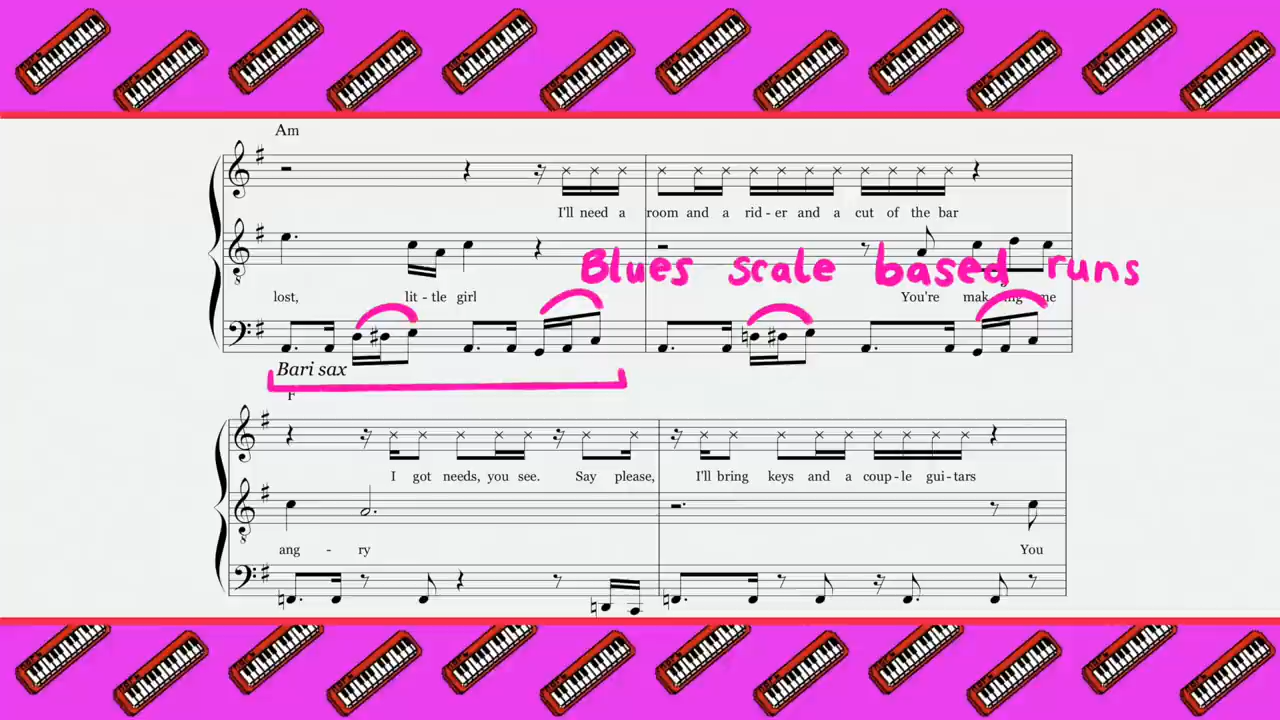 Am
I'll need a room and a rid - er and a cut of the bar
Blues scale based runs
lost, lit - tle girl You're mak - ing me
Bari sax
F
I got needs, you see. Say please, I'll bring keys and a coup - le gui - tars
ang - ry You